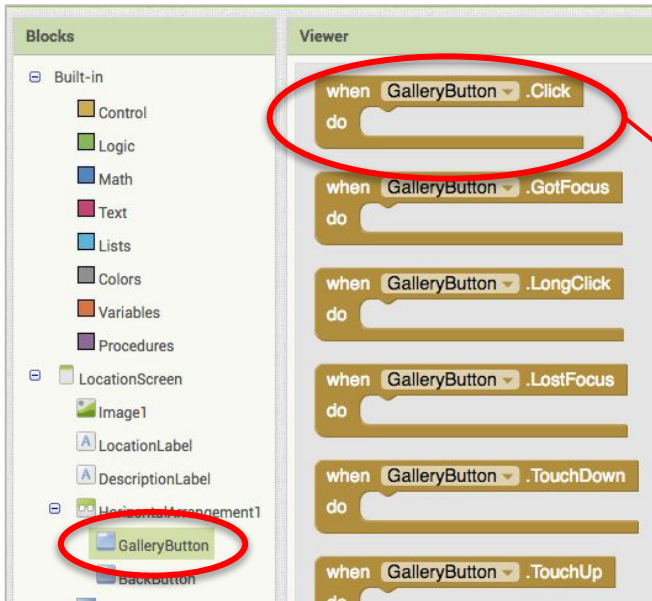 Blocks
Built-in
Control
Logic
Math
Text
Lists
Colors
Variables
Procedures
LocationScreen
Image1
A LocationLabel
A DescriptionLabel
HorizontalArrangement1
GalleryButton
BackButton
Viewer
when GalleryButton .Click
do
when GalleryButton .GotFocus
do
when GalleryButton .LongClick
do
when GalleryButton .LostFocus
do
when GalleryButton .TouchDown
do
when GalleryButton .TouchUp
do